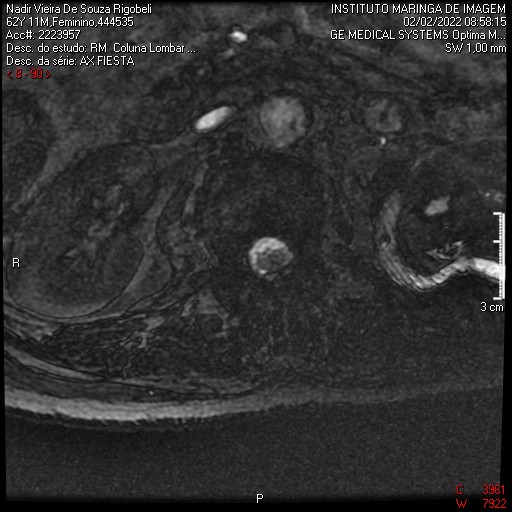 Nadir Vieira De Souza Rigobeli
62Y 11M,Feminino,444535
Acc#: 2223957
Desc. do estudo: RM Coluna Lombar ...
Desc. da série: AX FIESTA
< 8 - 90 >
INSTITUTO MARINGA DE IMAGEM
02/02/2022 08:58:15
GE MEDICAL SYSTEMS Optima M...
SW 1,00 mm
R
3 cm
P
C 3961
W 7922